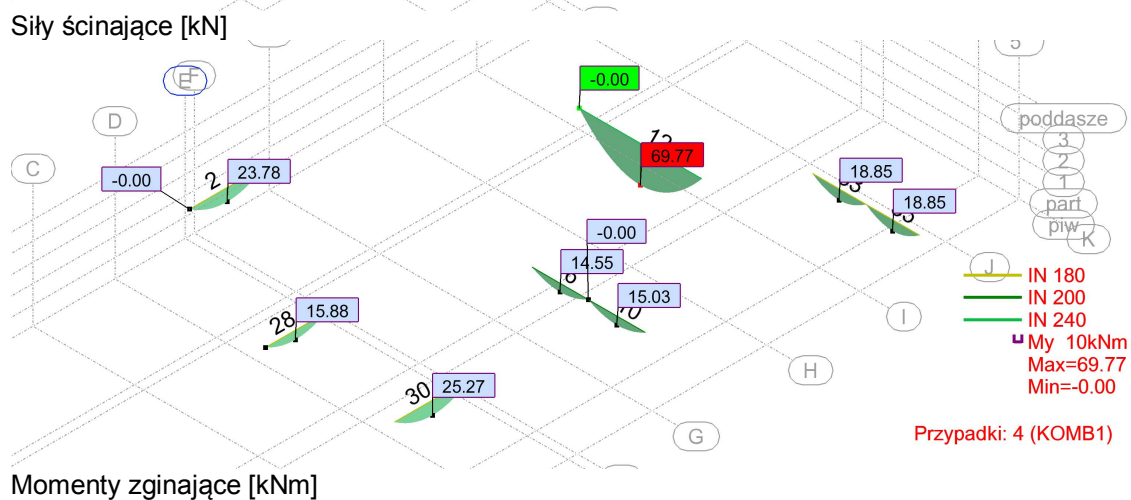 Siły ścinające [kN]
5
-0.00
E
F
D
poddasze
3
12
69.77
2
C
2
23.78
-0.00
18.85
1
18.85
part
piw
K
-0.00
14.55
J
IN 180
15.03
IN 200
28
15.88
I
IN 240
My 10kNm
Max=69.77
H
30
25.27
Min=-0.00
G
Przypadki: 4 (KOMB1)
Momenty zginające [kNm]